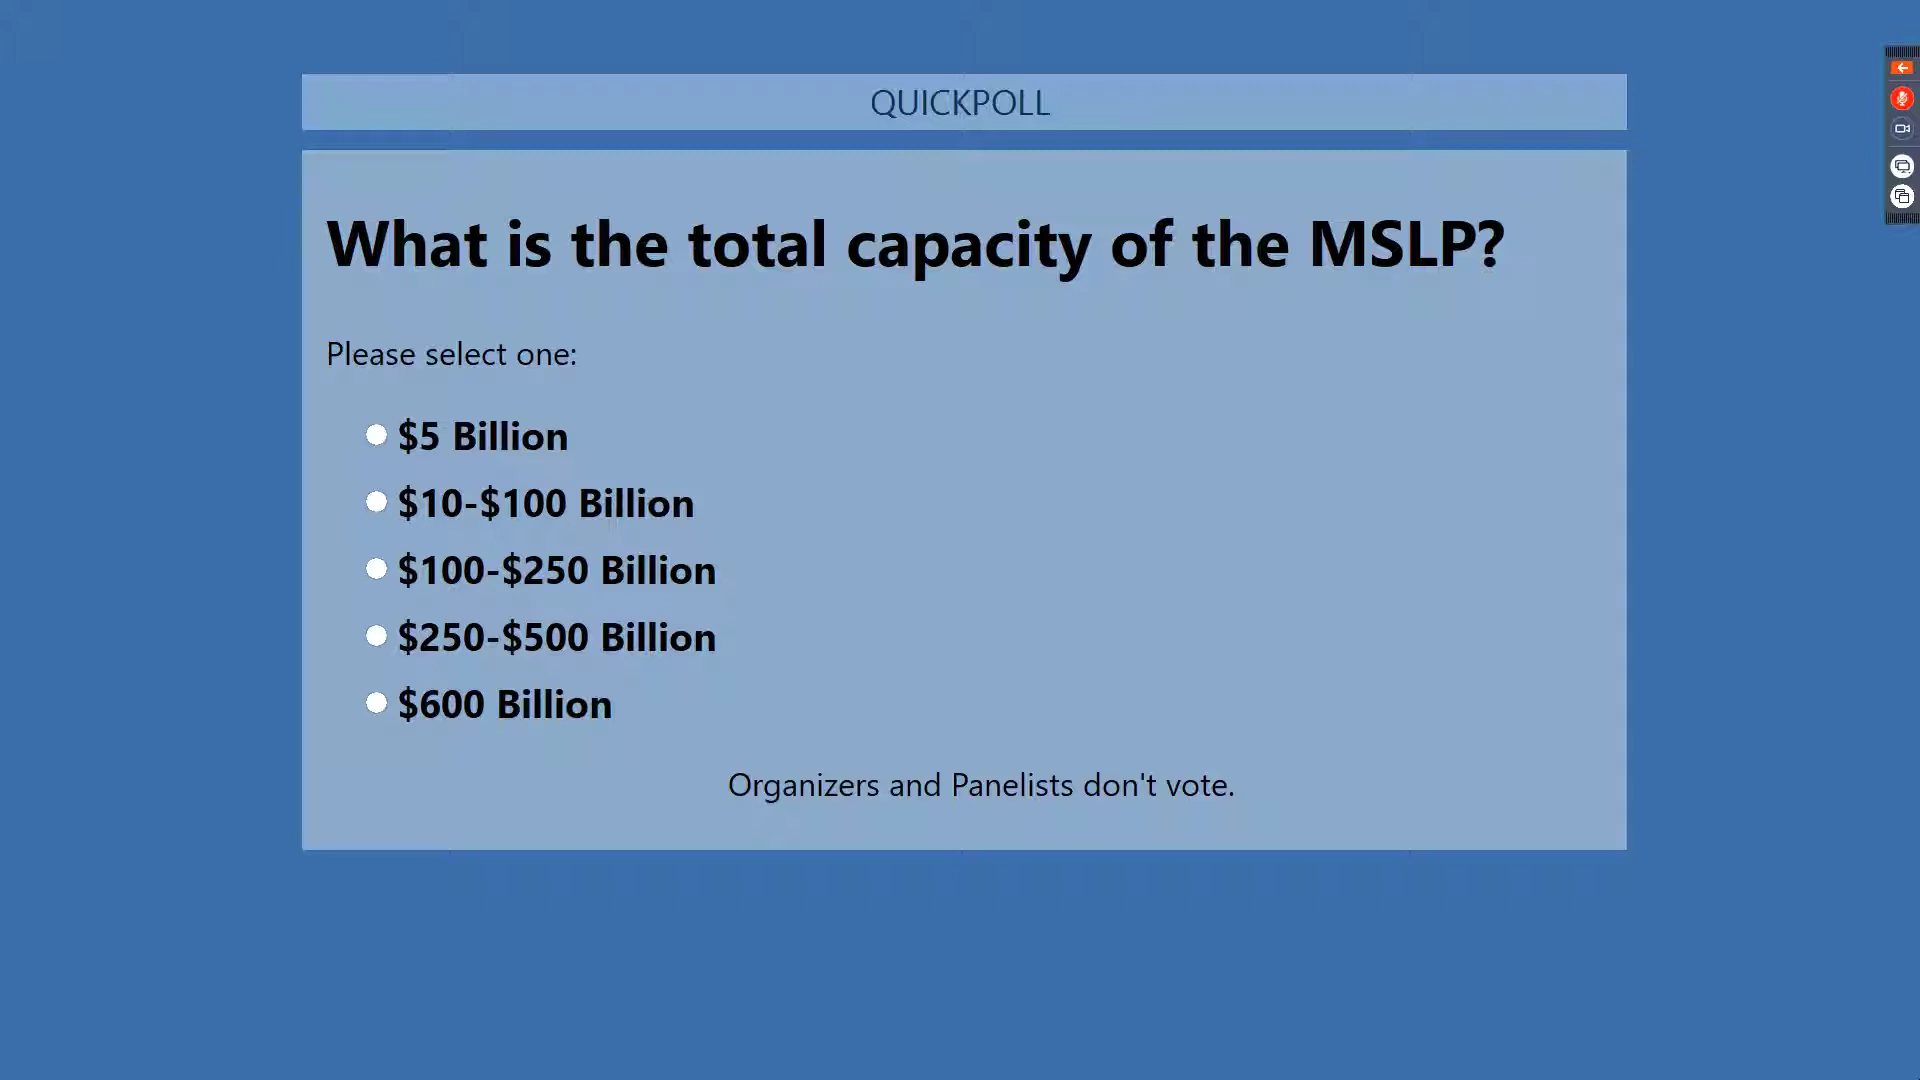 QUICKPOLL
What is the total capacity of the MSLP?
Please select one:
$5 Billion
$10-$100 Billion
$100-$250 Billion
$250-$500 Billion
$600 Billion
Organizers and Panelists don't vote.